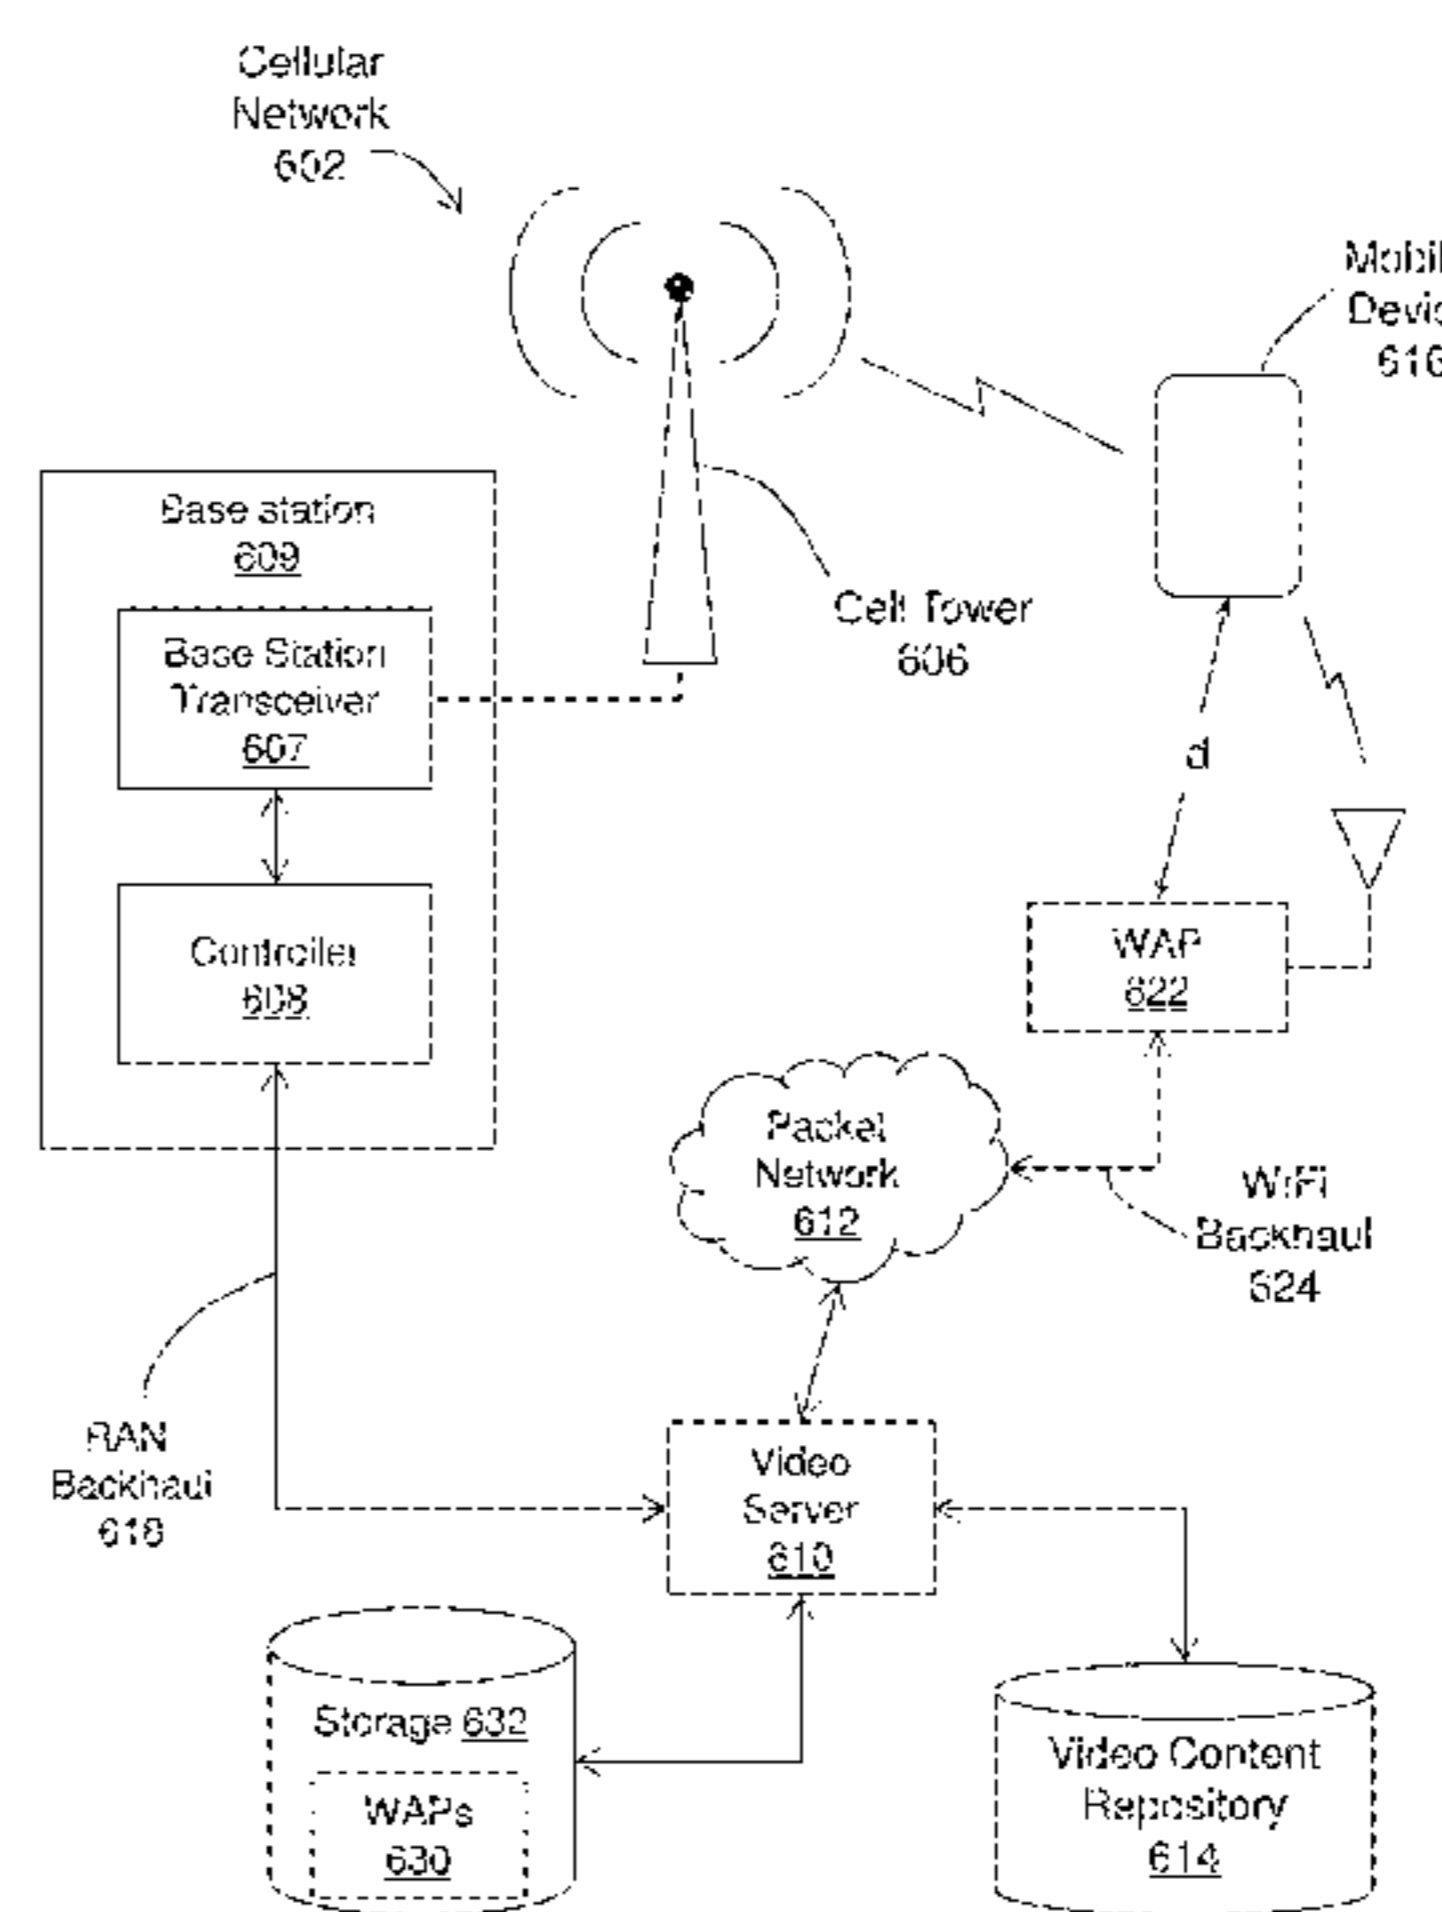 Cellular
Network
602
Mobil
Devic
616
Base station
609
Base Station
Transceiver
607
Cell Tower
606
d
Controller
608
WAP
622
Packet
Network
612
WiFi
Backhaul
624
RAN
Backhaul
618
Video
Server
610
Storage 632
WAPs
630
Video Content
Repository
614